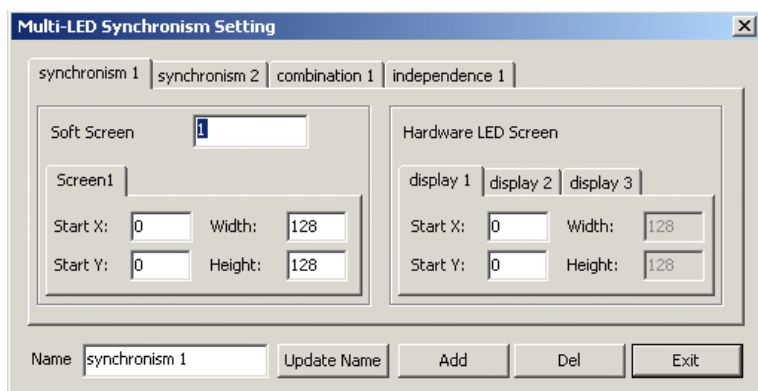 Multi-LED Synchronism Setting
synchronism 1 synchronism 2 combination 1 independence 1
Soft Screen 1
Screen1
Start X: 0 Width: 128
Start Y: 0 Height: 128
Hardware LED Screen
display 1 display 2 display 3
Start X: 0 Width: 128
Start Y: 0 Height: 128
Name synchronism 1 Update Name Add Del Exit